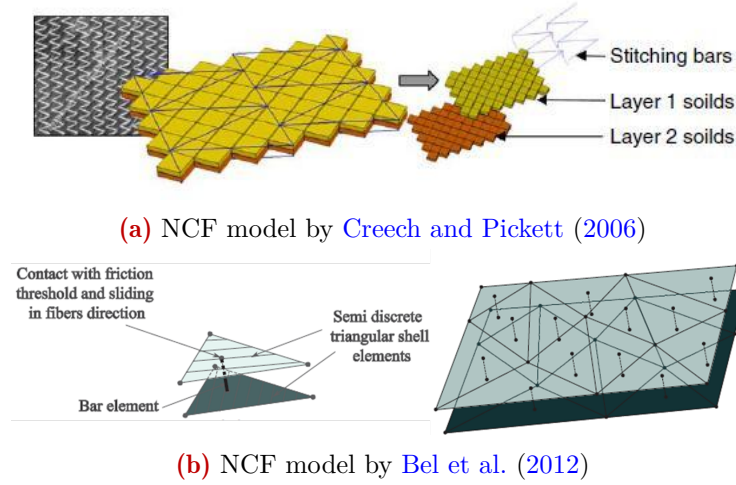 Stitching bars
Layer 1 soilds
Layer 2 soilds
(a) NCF model by Creech and Pickett (2006)
Contact with friction
threshold and sliding
in fibers direction
Semi discrete
triangular shell
elements
Bar element
(b) NCF model by Bel et al. (2012)